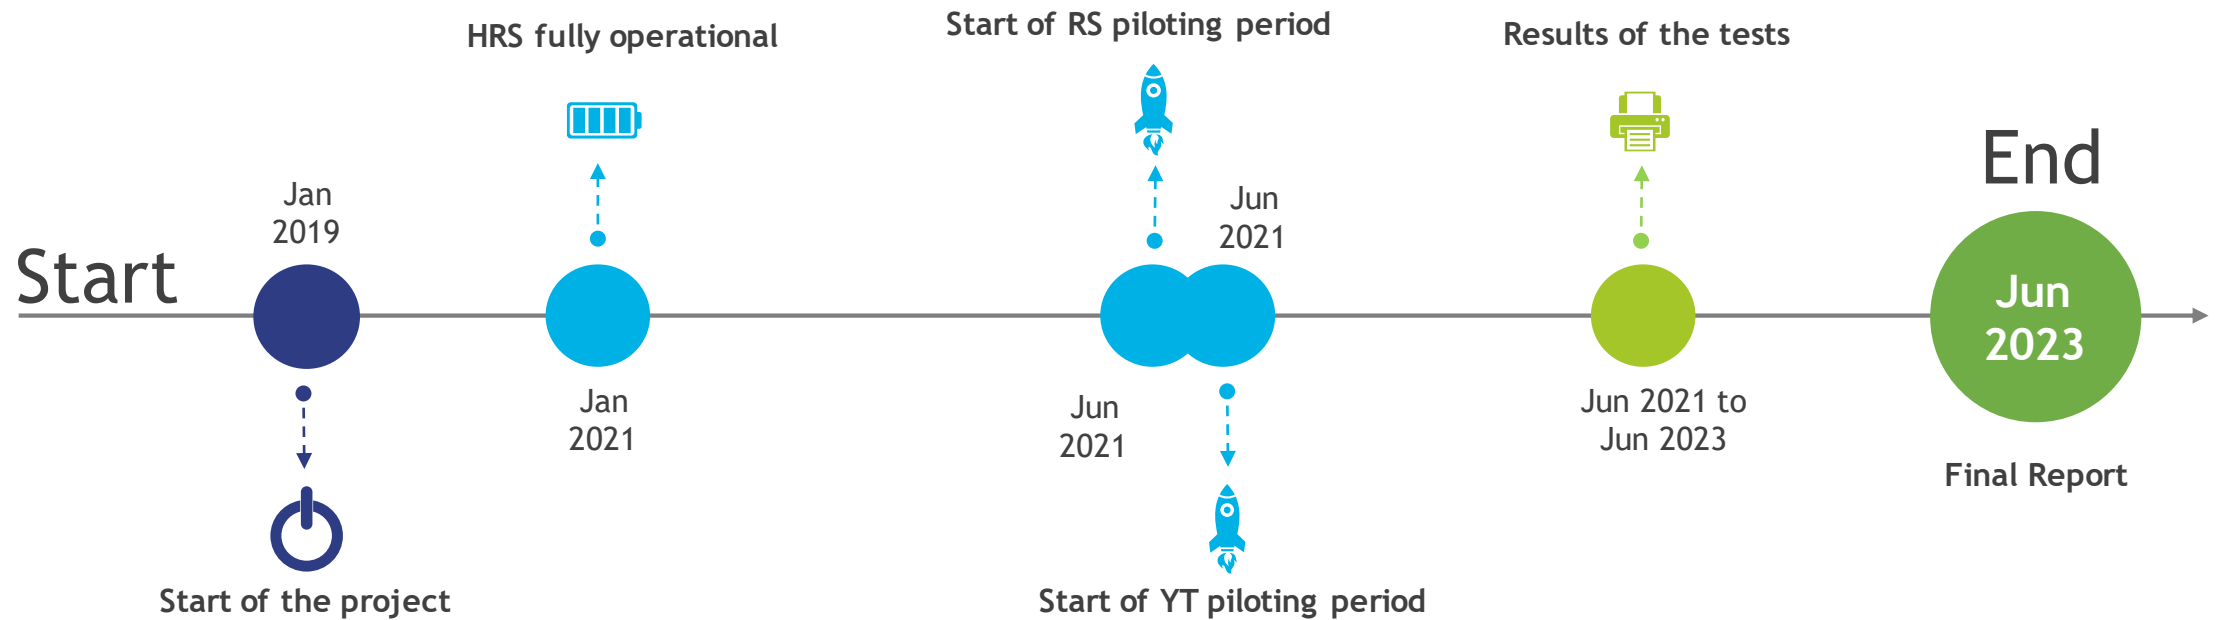 Start
Jan
2019
Start of the project
HRS fully operational
Jan
2021
Start of RS piloting period
Jun
2021
Jun
2021
Start of YT piloting period
Results of the tests
Jun 2021 to
Jun 2023
End
Jun
2023
Final Report